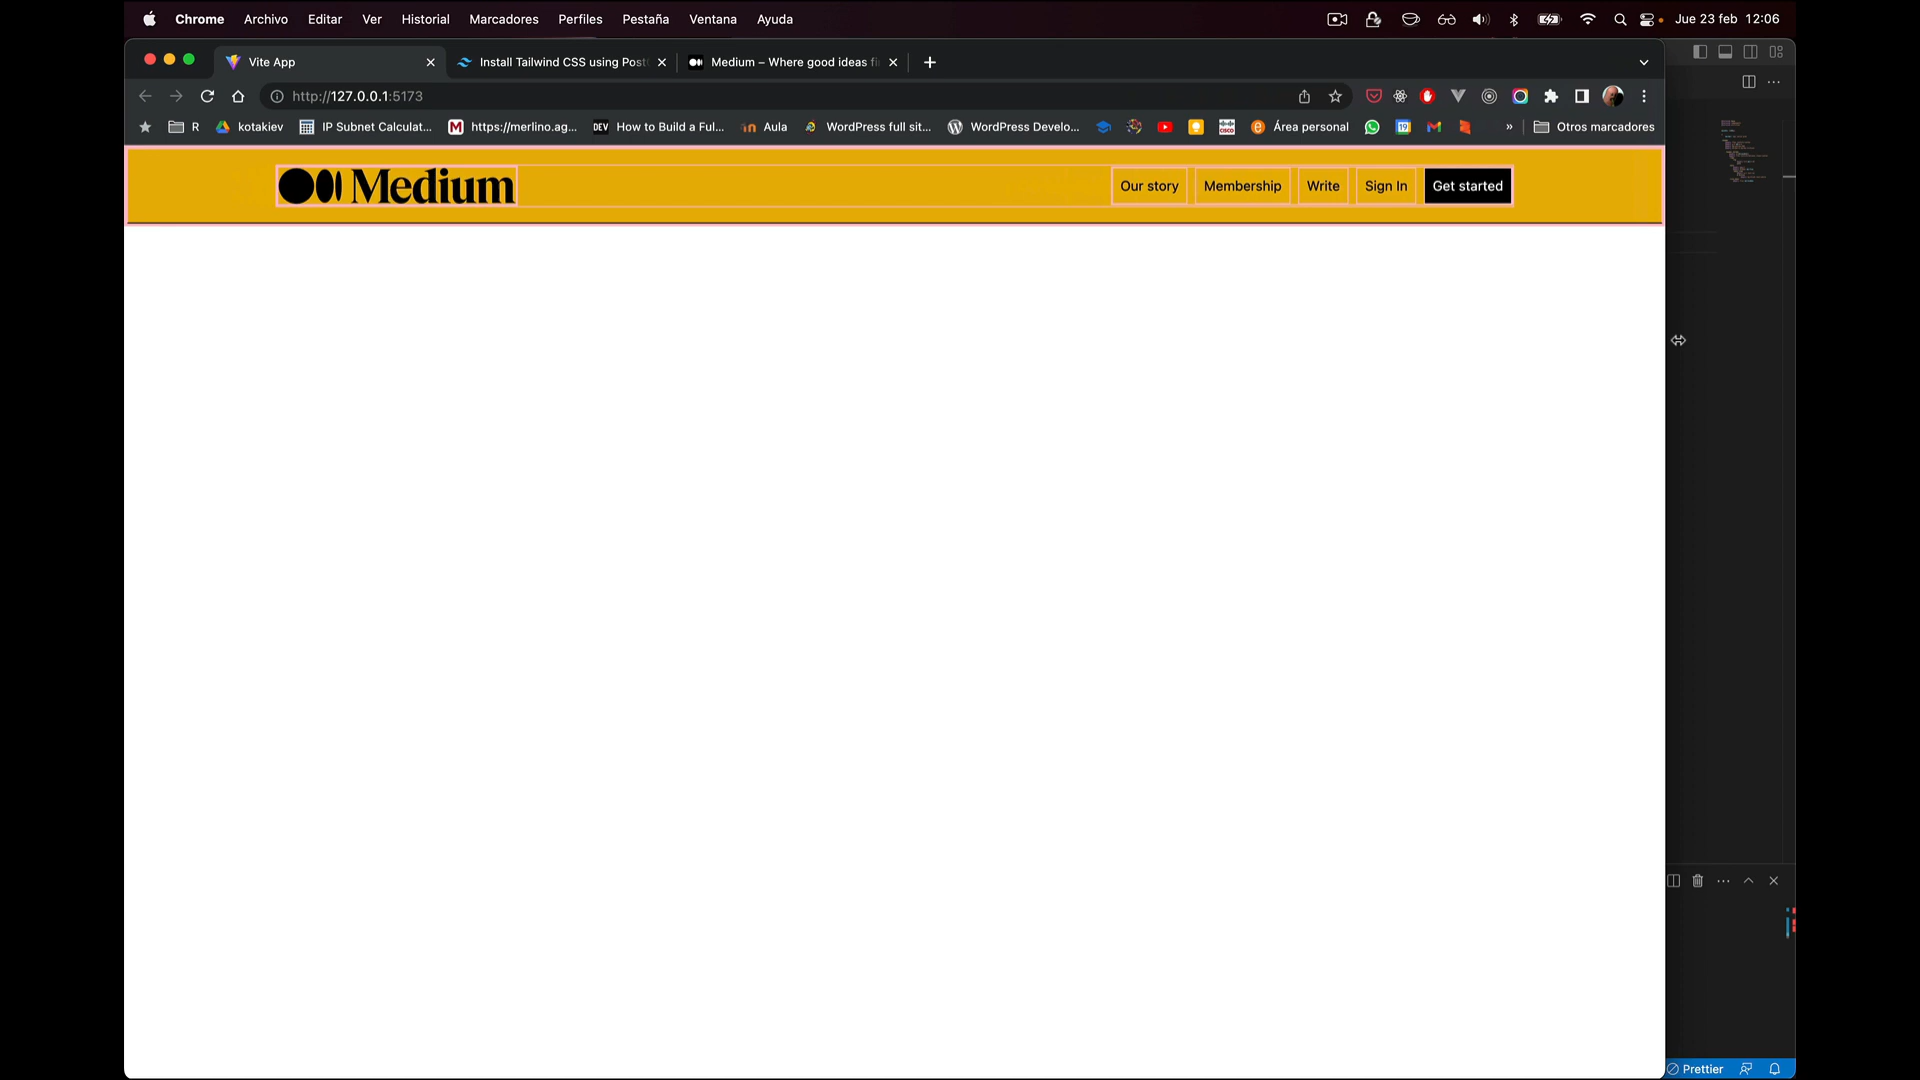 Chrome Archivo Editar Ver Historial Marcadores Perfiles Pestaña Ventana Ayuda Jue 23 feb 12:06
Vite App Install Tailwind CSS using Post Medium – Where good ideas fi
http://127.0.0.1:5173
R kotakiev IP Subnet Calculat... M https://merlino.ag... DEV How to Build a Ful... Aula WordPress full sit... WordPress Develo... CISCO Área personal 19 » Otros marcadores
Medium Our story Membership Write Sign In Get started
Prettier